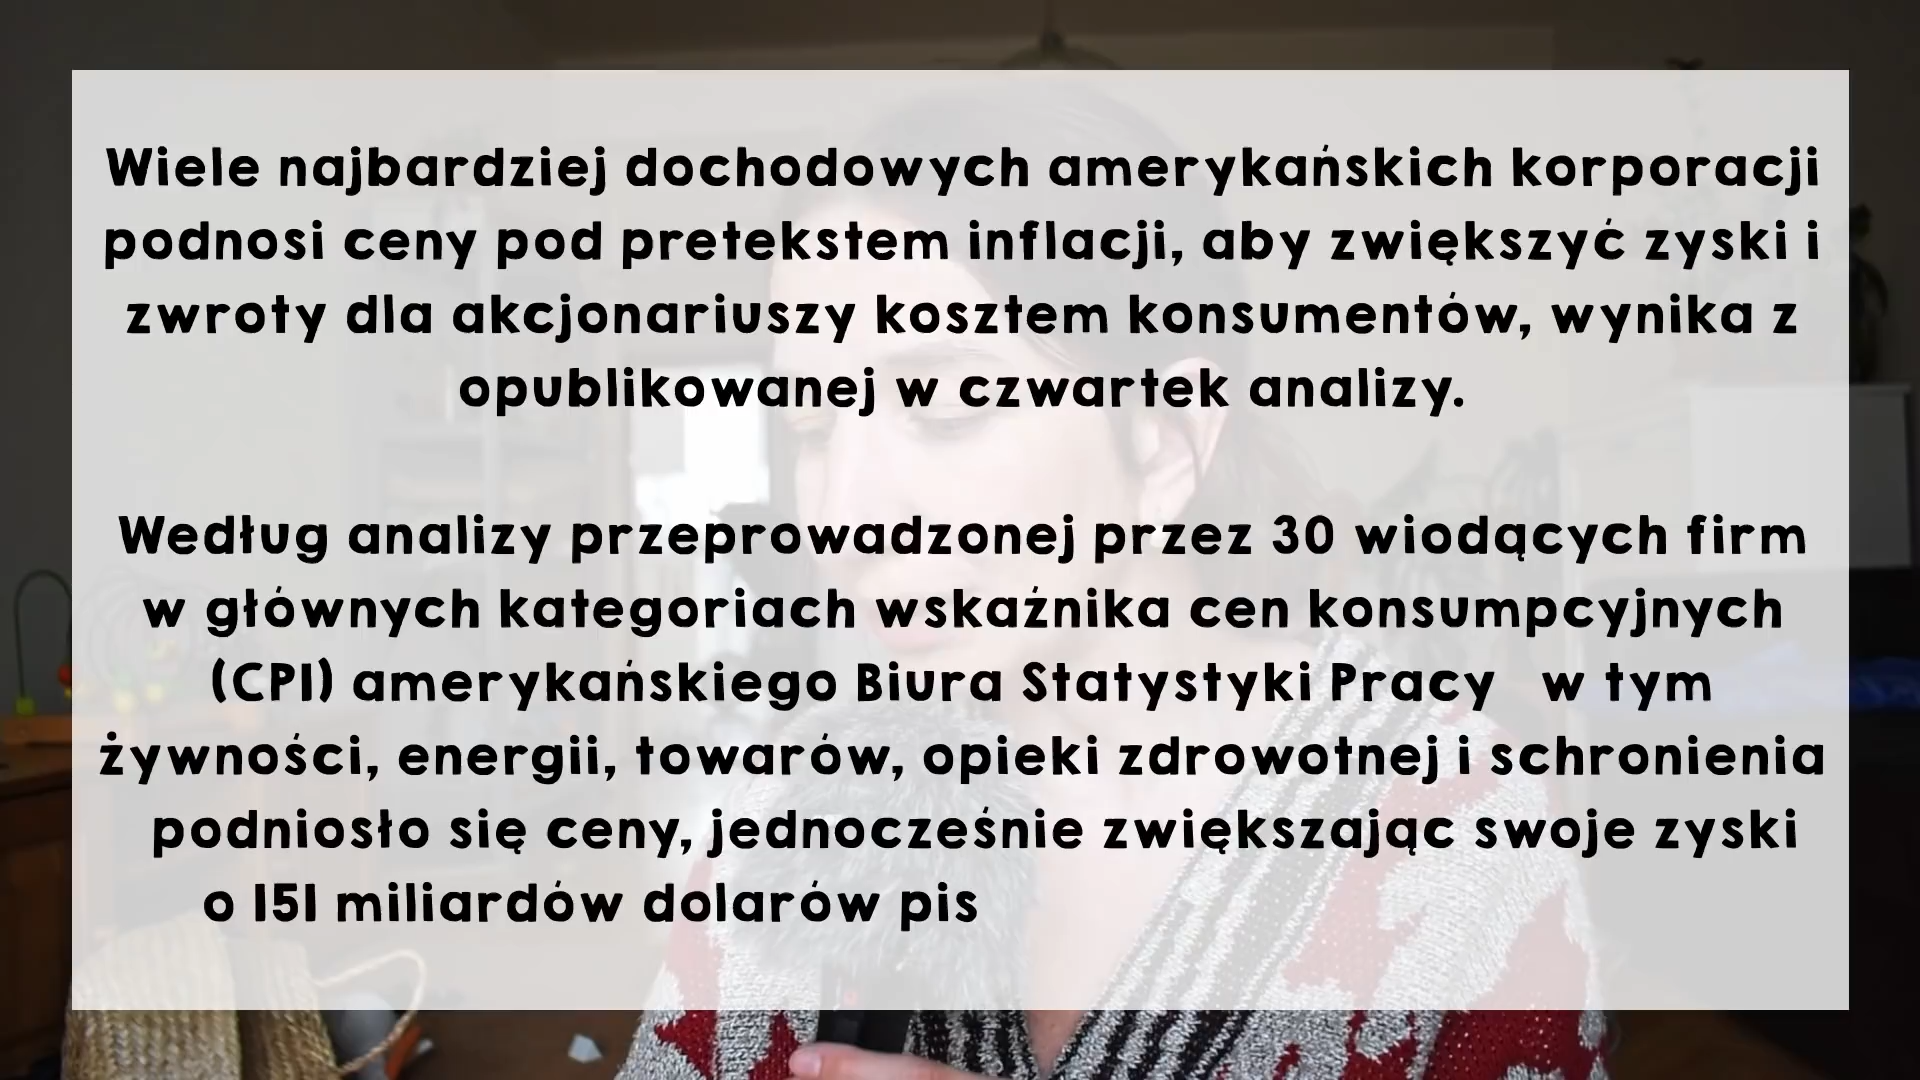 Wiele najbardziej dochodowych amerykańskich korporacji
podnosi ceny pod pretekstem inflacji, aby zwiększyć zyski i
zwroty dla akcjonariuszy kosztem konsumentów, wynika z
opublikowanej w czwartek analizy.
Według analizy przeprowadzonej przez 30 wiodących firm
w głównych kategoriach wskaźnika cen konsumpcyjnych
(CPI) amerykańskiego Biura Statystyki Pracy w tym
żywności, energii, towarów, opieki zdrowotnej i schronienia
podniosło się ceny, jednocześnie zwiększając swoje zyski
o 151 miliardów dolarów pis